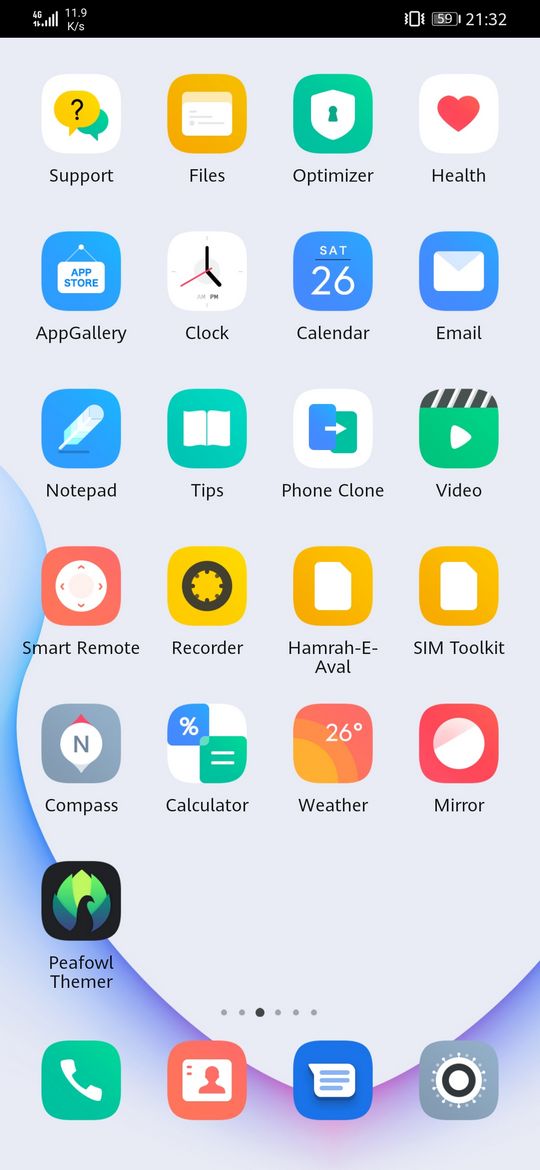 4G 11.9 K/s 59 21:32
?
Support Files Optimizer Health
APP STORE
SAT 26
AM PM
AppGallery Clock Calendar Email
Notepad Tips Phone Clone Video
Smart Remote Recorder Hamrah-E-Aval SIM Toolkit
N
%
26°
Compass Calculator Weather Mirror
Peafowl
Themer